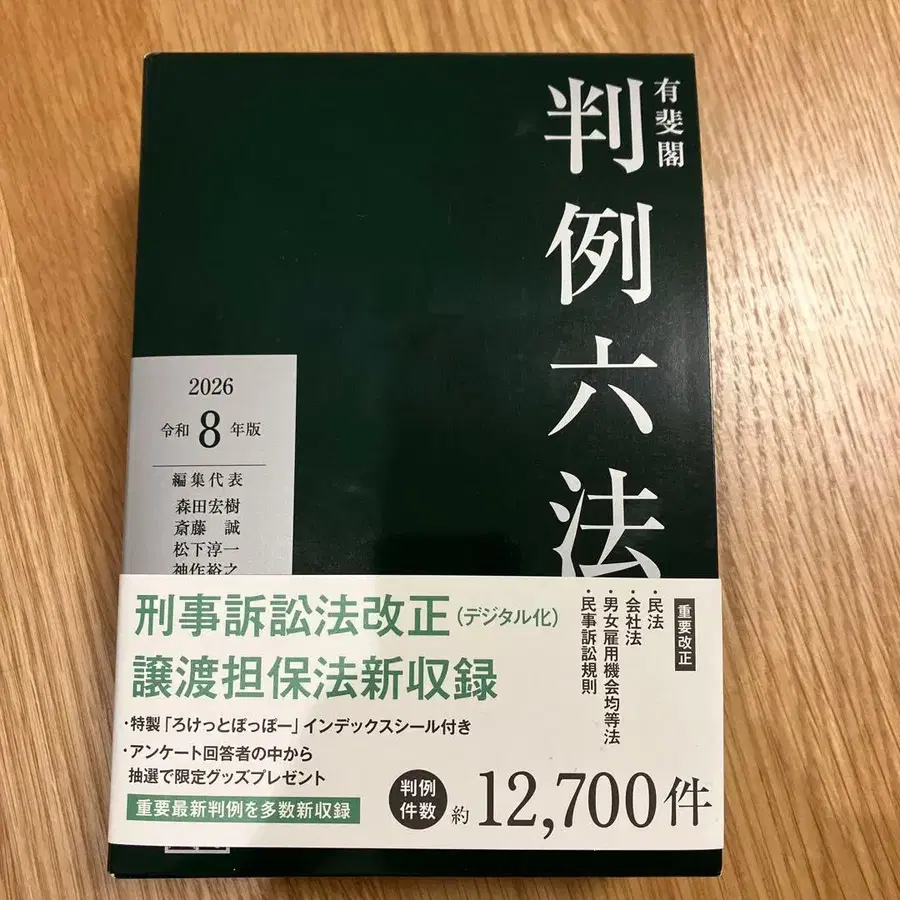 有斐閣
判例六法
2026
令和8年版
編集代表
森田宏樹
斎藤 誠
松下淳一
神作裕之
刑事訴訟法改正(デジタル化)
譲渡担保法新収録
・特製「ろけっとぽっぽー」インデックスシール付き
・アンケート回答者の中から
抽選で限定グッズプレゼント
重要最新判例を多数新収録
重要改正
・民法
・会社法
・男女雇用機会均等法
・民事訴訟規則
判例
件数
約12,700件